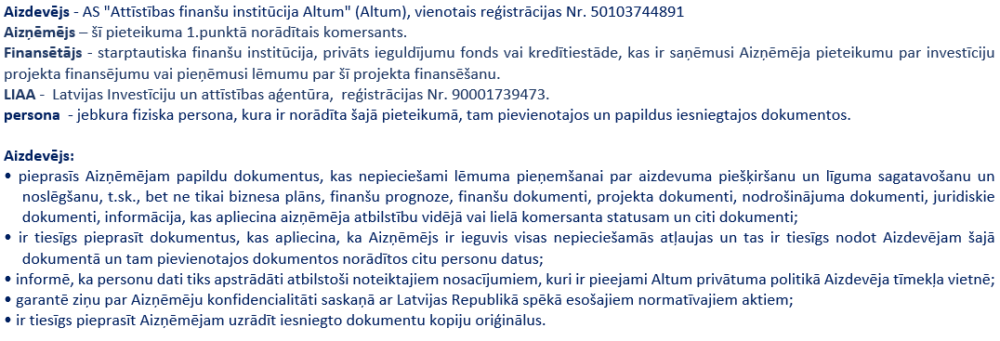 Aizdevējs - AS "Attīstības finanšu institūcija Altum" (Altum), vienotais reģistrācijas Nr. 50103744891
Aizņēmējs – šī pieteikuma 1.punktā norādītais komersants.
Finansētājs - starptautiska finanšu institūcija, privāts ieguldījumu fonds vai kredītiestāde, kas ir saņēmusi Aizņēmēja pieteikumu par investīciju
projekta finansējumu vai pieņēmusi lēmumu par šī projekta finansēšanu.
LIAA - Latvijas Investīciju un attīstības aģentūra, reģistrācijas Nr. 90001739473.
persona - jebkura fiziska persona, kura ir norādīta šajā pieteikumā, tam pievienotajos un papildus iesniegtajos dokumentos.
Aizdevējs:
• pieprasīs Aizņēmējam papildu dokumentus, kas nepieciešami lēmuma pieņemšanai par aizdevuma piešķiršanu un līguma sagatavošanu un
noslēgšanu, t.sk., bet ne tikai biznesa plāns, finanšu prognoze, finanšu dokumenti, projekta dokumenti, nodrošinājuma dokumenti, juridiskie
dokumenti, informācija, kas apliecina aizņēmēja atbilstību vidējā vai lielā komersanta statusam un citi dokumenti;
• ir tiesīgs pieprasīt dokumentus, kas apliecina, ka Aizņēmējs ir ieguvis visas nepieciešamās atļaujas un tas ir tiesīgs nodot Aizdevējam šajā
dokumentā un tam pievienotajos dokumentos norādītos citu personu datus;
• informē, ka personu dati tiks apstrādāti atbilstoši noteiktajiem nosacījumiem, kuri ir pieejami Altum privātuma politikā Aizdevēja tīmekļa vietnē;
• garantē ziņu par Aizņēmēju konfidencialitāti saskaņā ar Latvijas Republikā spēkā esošajiem normatīvajiem aktiem;
• ir tiesīgs pieprasīt Aizņēmējam uzrādīt iesniegto dokumentu kopiju oriģinālus.